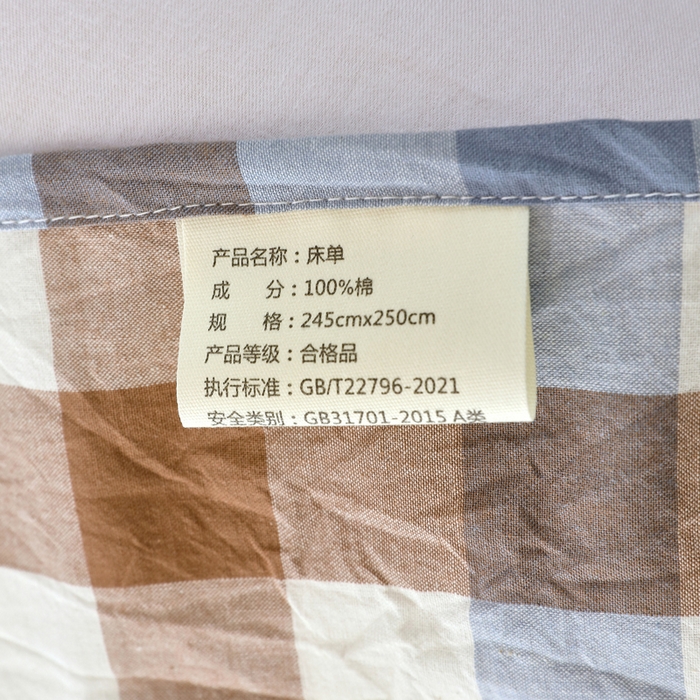 产品名称：床单
成 分：100%棉
规 格：245cmx250cm
产品等级：合格品
执行标准：GB/T22796-2021
安全类别：GB31701-2015 A类